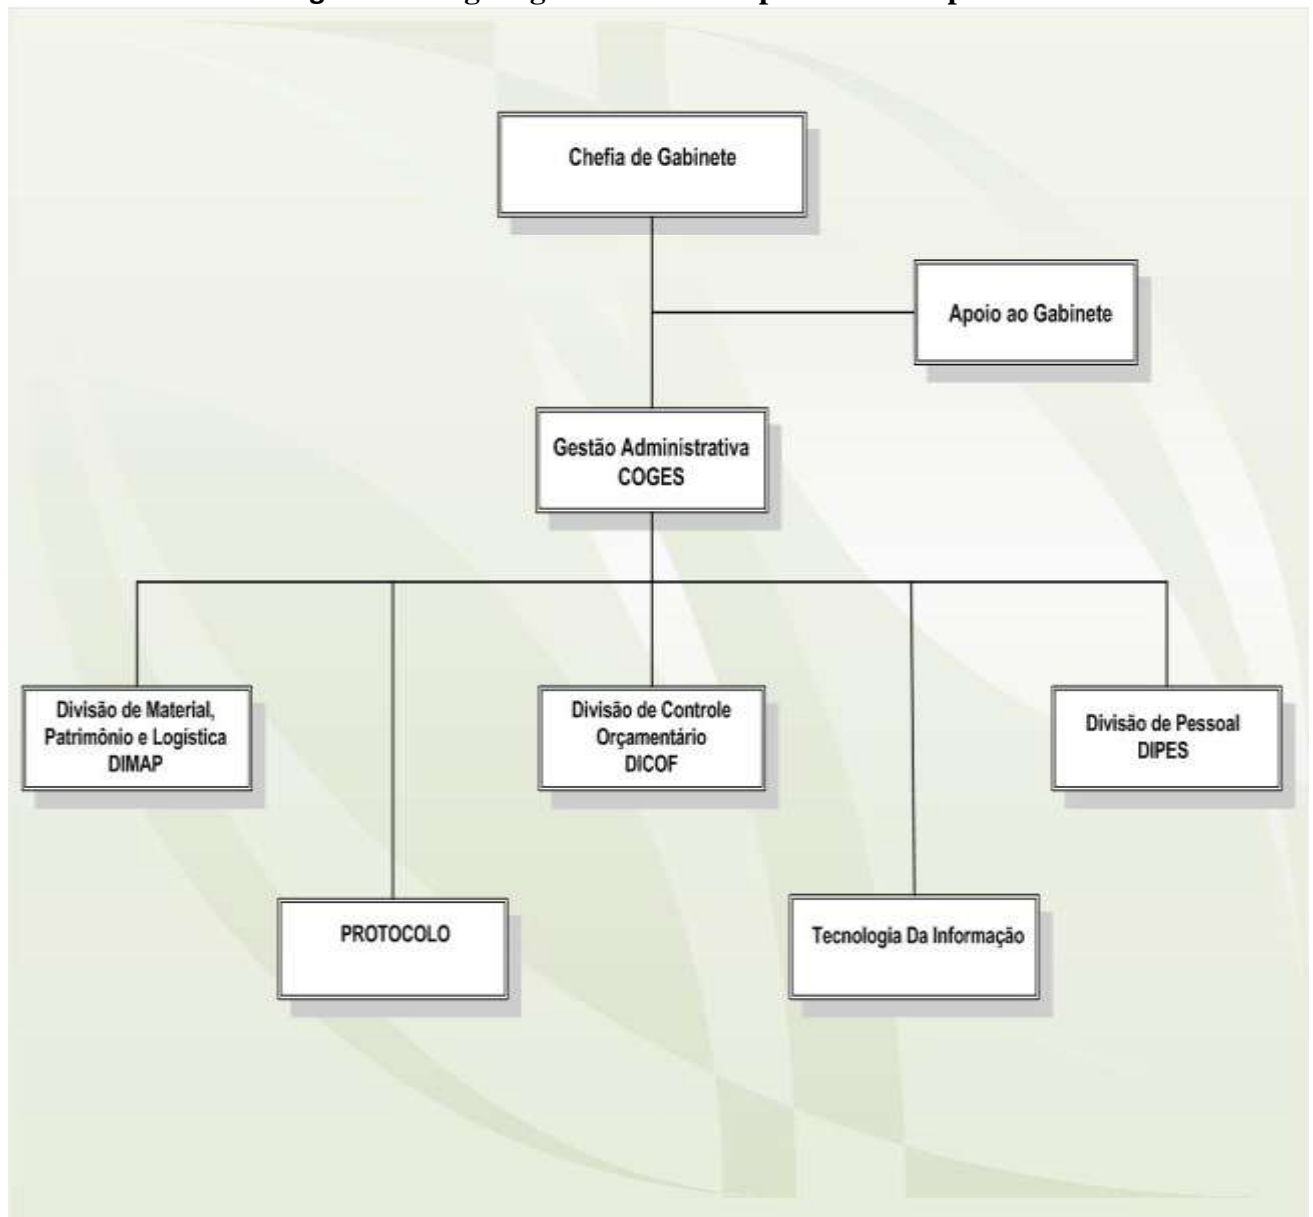 Chefia de Gabinete
Apoio ao Gabinete
Gestão Administrativa
COGES
Divisão de Material,
Patrimônio e Logística
DIMAP
Divisão de Controle
Orçamentário
DICOF
Divisão de Pessoal
DIPES
PROTOCOLO
Tecnologia Da Informação